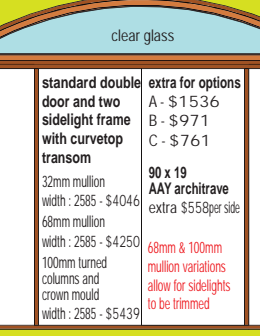 clear glass
standard double
door and two
sidelight frame
with curvetop
transom
32mm mullion
width : 2585 - $4046
68mm mullion
width : 2585 - $4250
100mm turned
columns and
crown mould
width : 2585 - $5439
extra for options
A - $1536
B - $971
C - $761
90 x 19
AAY architrave
extra $558per side
68mm & 100mm
mullion variations
allow for sidelights
to be trimmed